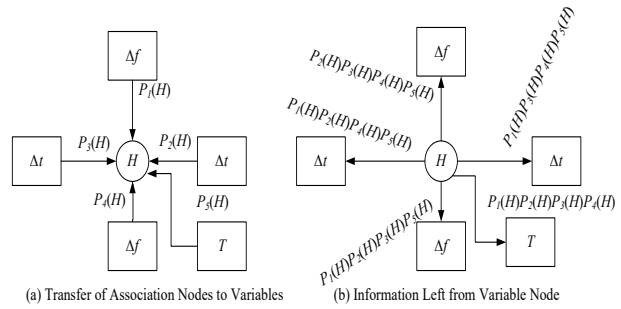 Δf
P₁(H)
P₃(H)
P₂(H)
Δt
H
Δt
P₄(H)
P₅(H)
Δf
T
(a) Transfer of Association Nodes to Variables
Δf
P₂(H)P₃(H)P₄(H)P₅(H)
P₁(H)P₃(H)P₄(H)P₅(H)
P₁(H)P₂(H)P₄(H)P₅(H)
Δt
H
Δt
P₁(H)P₂(H)P₃(H)P₄(H)
P₁(H)P₂(H)P₃(H)P₅(H)
Δf
T
(b) Information Left from Variable Node